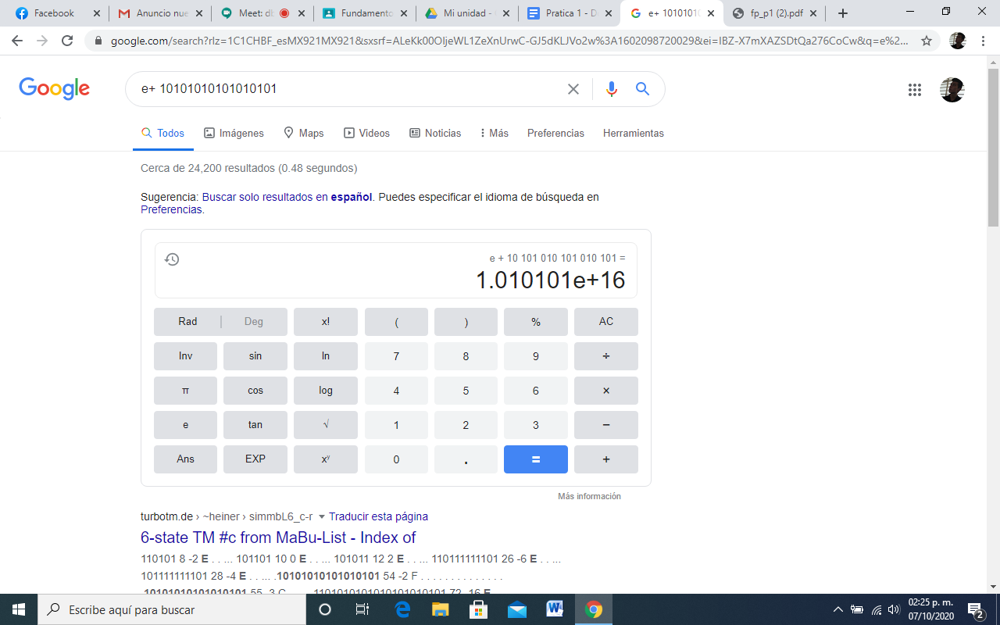 Facebook
Anuncio nue
Meet: db
Fundamento
Mi unidad -
Pratica 1 - D
e+ 1010101
fp_p1 (2).pdf
google.com/search?rlz=1C1CHBF_esMX921MX921&sxsrf=ALeKk00OIjeWL1ZeXnUrwC-GJ5dKLJVo2w%3A1602098720029&ei=IBZ-X7mXAZSDtQa276CoCw&q=e%2...
Google
e+ 10101010101010101
Todos
Imágenes
Maps
Videos
Noticias
Más
Preferencias
Herramientas
Cerca de 24,200 resultados (0.48 segundos)
Sugerencia: Buscar solo resultados en español. Puedes especificar el idioma de búsqueda en
Preferencias.
e + 10 101 010 101 010 101 =
1.010101e+16
Rad | Deg x! ( ) % AC
Inv sin ln 7 8 9 ÷
π cos log 4 5 6 ×
e tan √ 1 2 3 −
Ans EXP xʸ 0 . = +
Más información
turbotm.de › ~heiner › simmbL6_c-r Traducir esta página
6-state TM #c from MaBu-List - Index of
110101 8 -2 E . . ... 101101 10 0 E . . ... 101011 12 2 E . . ... 110111111101 26 -6 E . . ...
101111111101 28 -4 E . . ... .10101010101010101 54 -2 F . . . . . . . . . . . . . .
Escribe aquí para buscar
02:25 p. m.
07/10/2020
2